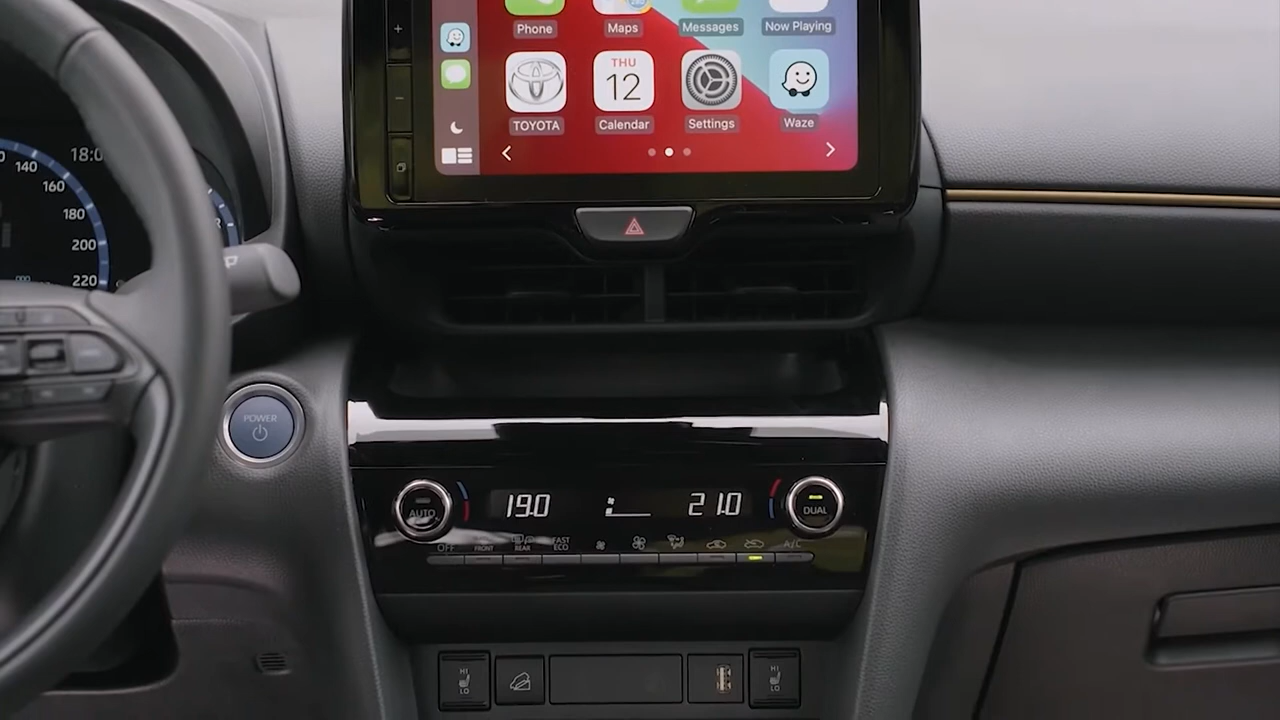 Phone
Maps
Messages
Now Playing
THU
12
TOYOTA
Calendar
Settings
Waze
18:0
140
160
180
200
220
POWER
19.0
21.0
AUTO
DUAL
OFF
FRONT
REAR
FAST
ECO
A/C
HI
LO
HI
LO